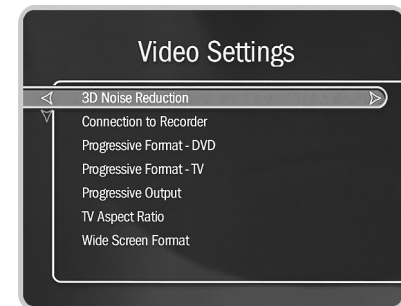 Video Settings
3D Noise Reduction
Connection to Recorder
Progressive Format - DVD
Progressive Format - TV
Progressive Output
TV Aspect Ratio
Wide Screen Format